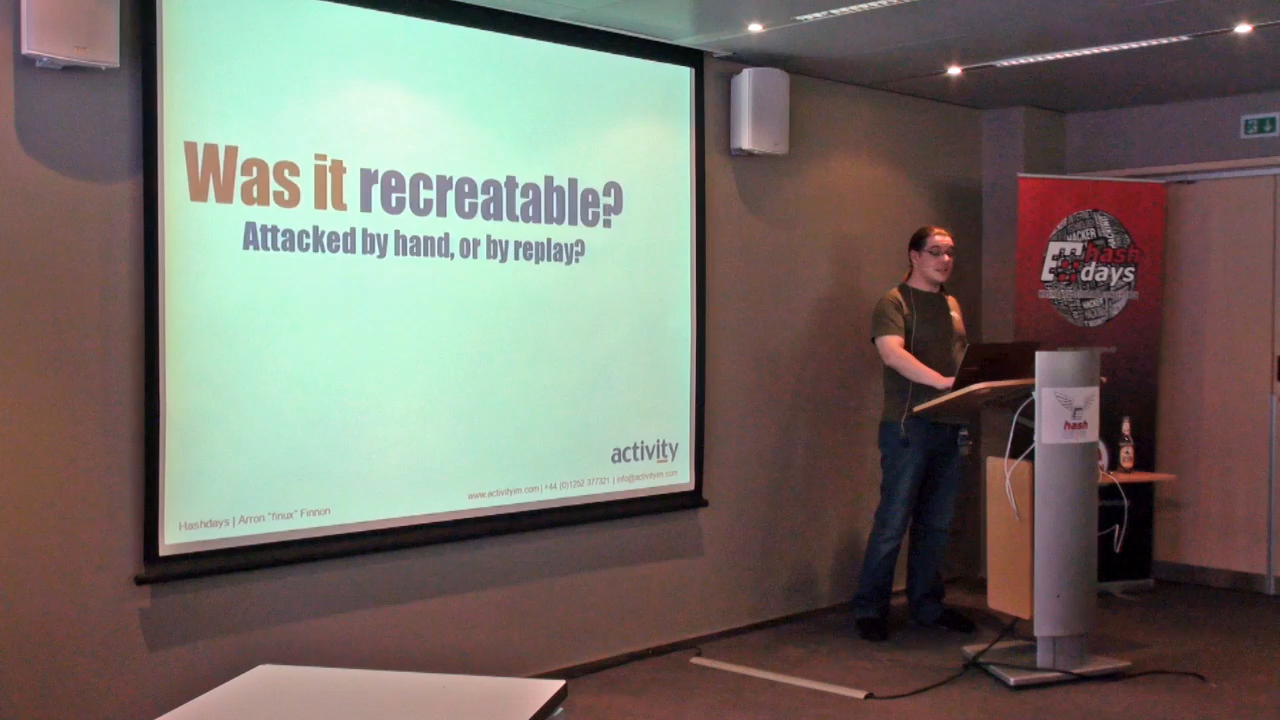 Was it recreatable?
Attacked by hand, or by replay?
activity
www.activityim.com | +44 (0)1252 377321 | info@activityim.com
Hashdays | Arron "finux" Finnon
HACKER
hash
days
hash